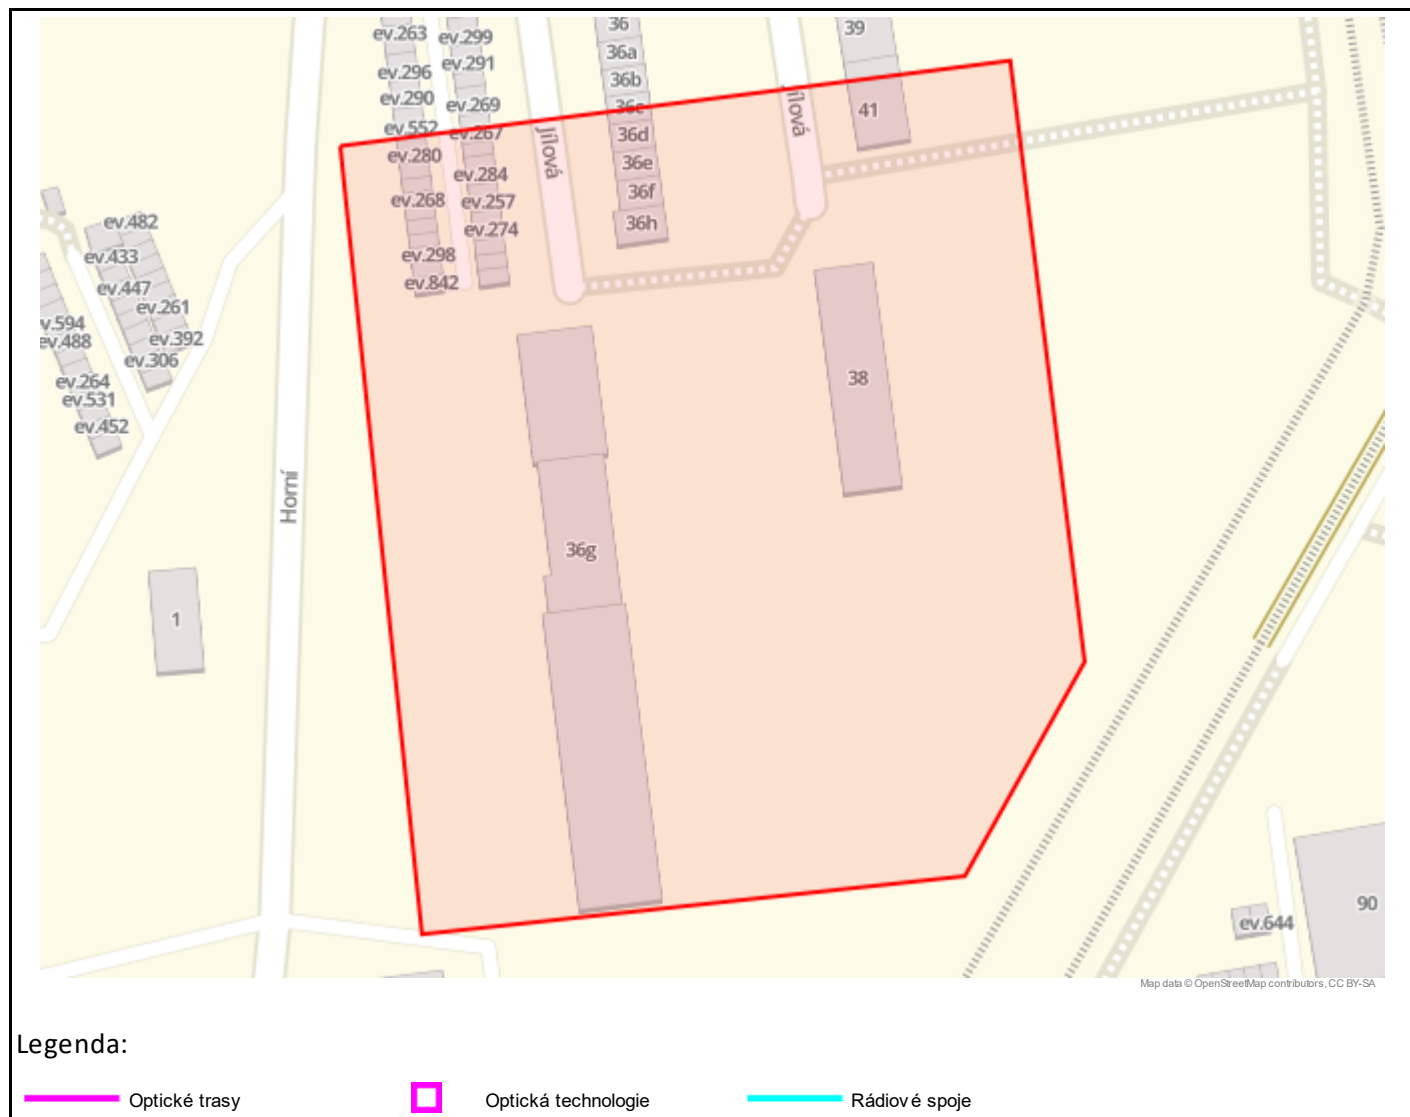 ev.263
ev.299
36
39
36a
ev.291
ev.296
36b
ev.290
ev.269
36c
41
Jílová
ev.552
ev.267
36d
Jílová
ev.280
36e
ev.284
36f
ev.268
ev.257
ev.482
36h
ev.274
ev.433
ev.298
ev.842
ev.447
ev.261
v.594
ev.488
ev.392
ev.306
38
ev.264
ev.531
ev.452
Horní
36g
1
90
ev.644
Map data © OpenStreetMap contributors, CC BY-SA
Legenda:
Optické trasy
Optická technologie
Rádiové spoje